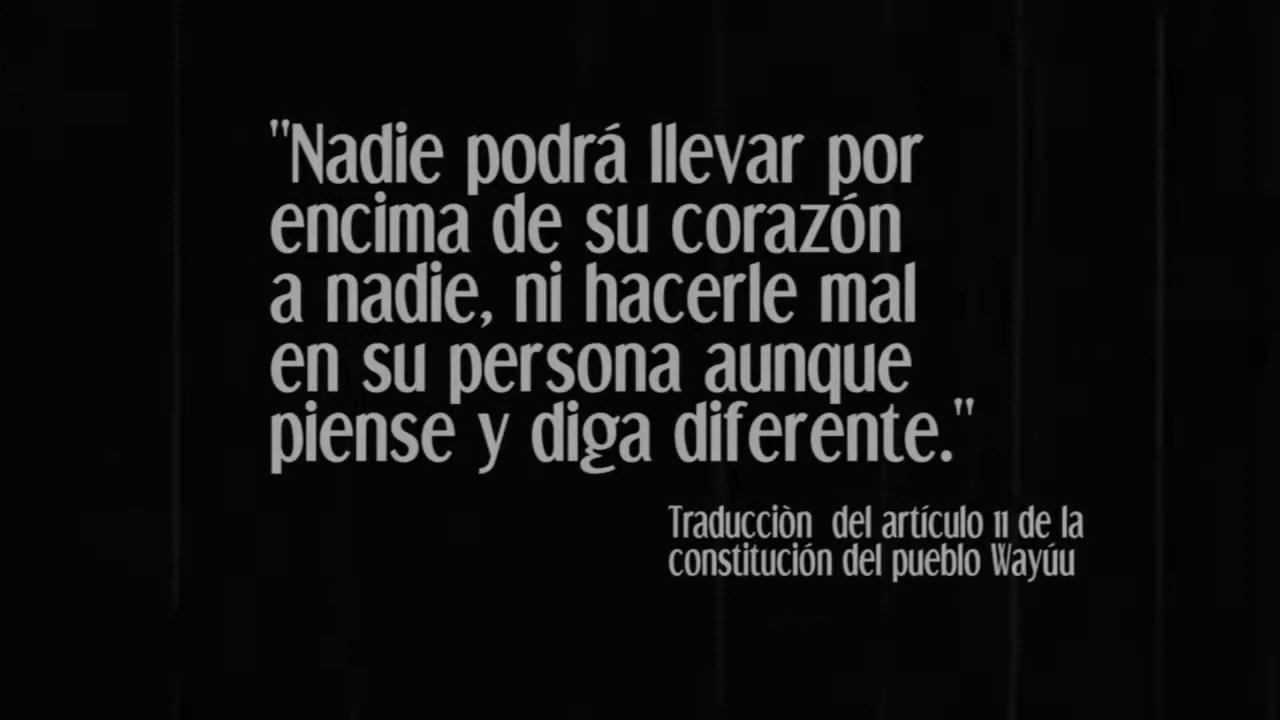 "Nadie podrá llevar por
encima de su corazón
a nadie, ni hacerle mal
en su persona aunque
piense y diga diferente."
Traducciòn del artículo 11 de la
constitución del pueblo Wayúu